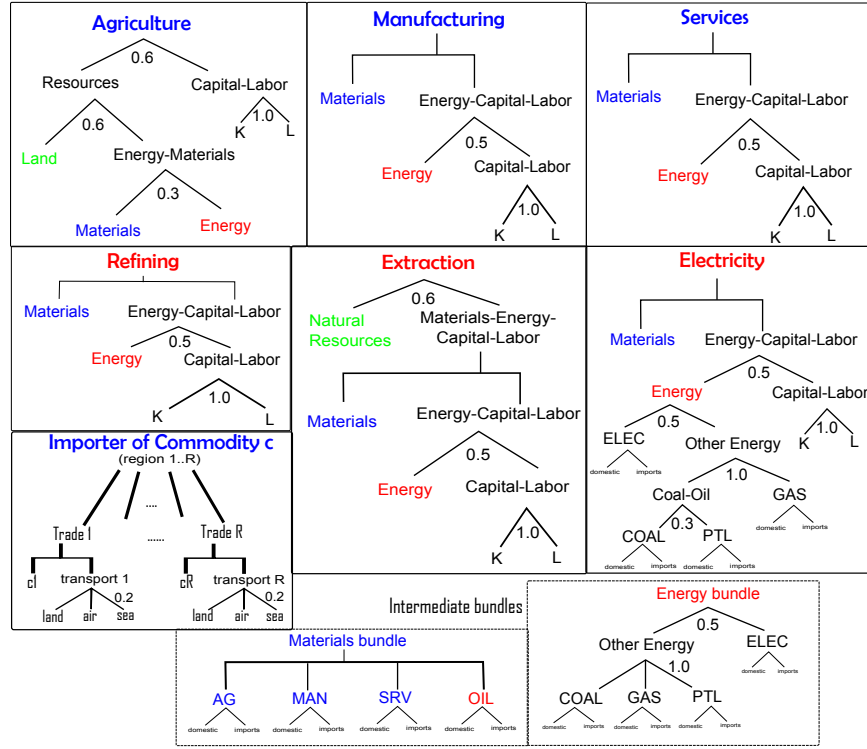 Agriculture
0.6
Resources
Capital-Labor
0.6
1.0
K
L
Land
Energy-Materials
0.3
Materials
Energy
Manufacturing
Materials
Energy-Capital-Labor
0.5
Energy
Capital-Labor
1.0
K
L
Services
Materials
Energy-Capital-Labor
0.5
Energy
Capital-Labor
1.0
K
L
Refining
Materials
Energy-Capital-Labor
0.5
Energy
Capital-Labor
1.0
K
L
Extraction
0.6
Natural
Resources
Materials-Energy-
Capital-Labor
Materials
Energy-Capital-Labor
0.5
Energy
Capital-Labor
1.0
K
L
Electricity
Materials
Energy-Capital-Labor
0.5
Energy
Capital-Labor
0.5
1.0
K
L
ELEC
domestic
imports
Other Energy
1.0
Coal-Oil
GAS
domestic
imports
0.3
COAL
PTL
domestic
imports
domestic
imports
Importer of Commodity c
(region 1..R)
....
......
Trade 1
Trade R
c1
transport 1
cR
transport R
0.2
0.2
land
air
sea
land
air
sea
Intermediate bundles
Materials bundle
AG
MAN
SRV
OIL
domestic
imports
domestic
imports
domestic
imports
domestic
imports
Energy bundle
0.5
Other Energy
ELEC
domestic
imports
1.0
COAL
GAS
PTL
domestic
imports
domestic
imports
domestic
imports